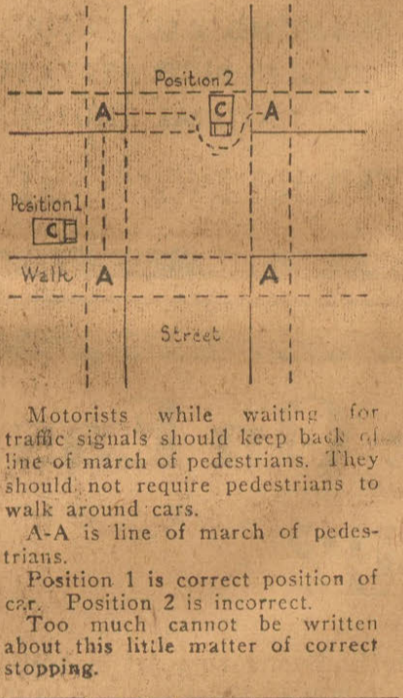 Position 2
A
C
A
Position 1
C
Walk
A
A
Street
Motorists while waiting for
traffic signals should keep back of
line of march of pedestrians. They
should not require pedestrians to
walk around cars.
A-A is line of march of pedes-
trians.
Position 1 is correct position of
car. Position 2 is incorrect.
Too much cannot be written
about this little matter of correct
stopping.